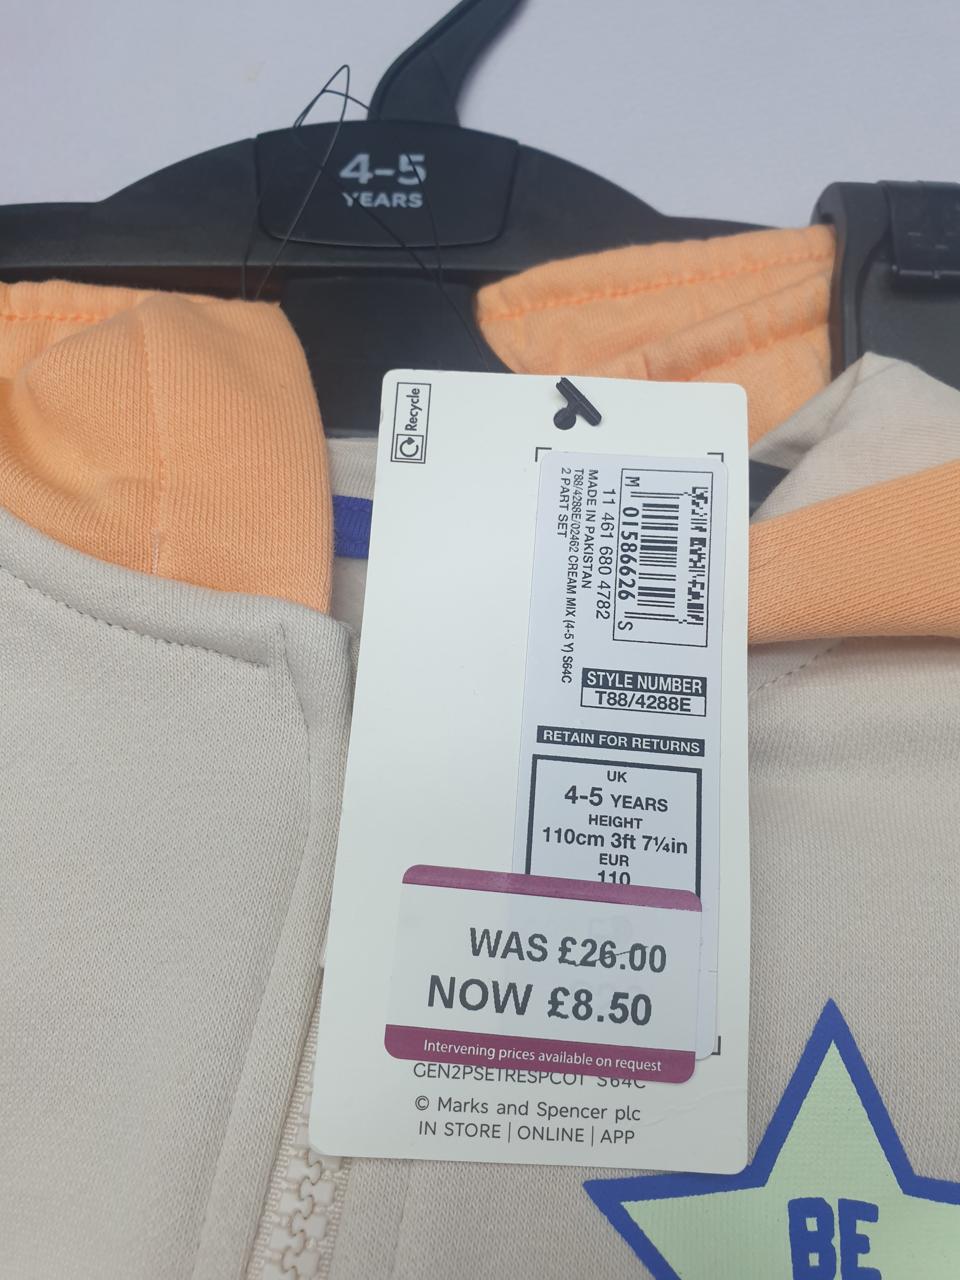 4-5
YEARS
Recycle
M 01586626 S
11 461 680 4782
MADE IN PAKISTAN
T88/4288E/02462 CREAM MIX (4-5 Y) S64C
2 PART SET
STYLE NUMBER
T88/4288E
RETAIN FOR RETURNS
UK
4-5 YEARS
HEIGHT
110cm 3ft 7¼in
EUR
110
WAS £26.00
NOW £8.50
Intervening prices available on request
GEN2PSETRESPCOT S64C
© Marks and Spencer plc
IN STORE | ONLINE | APP
BE